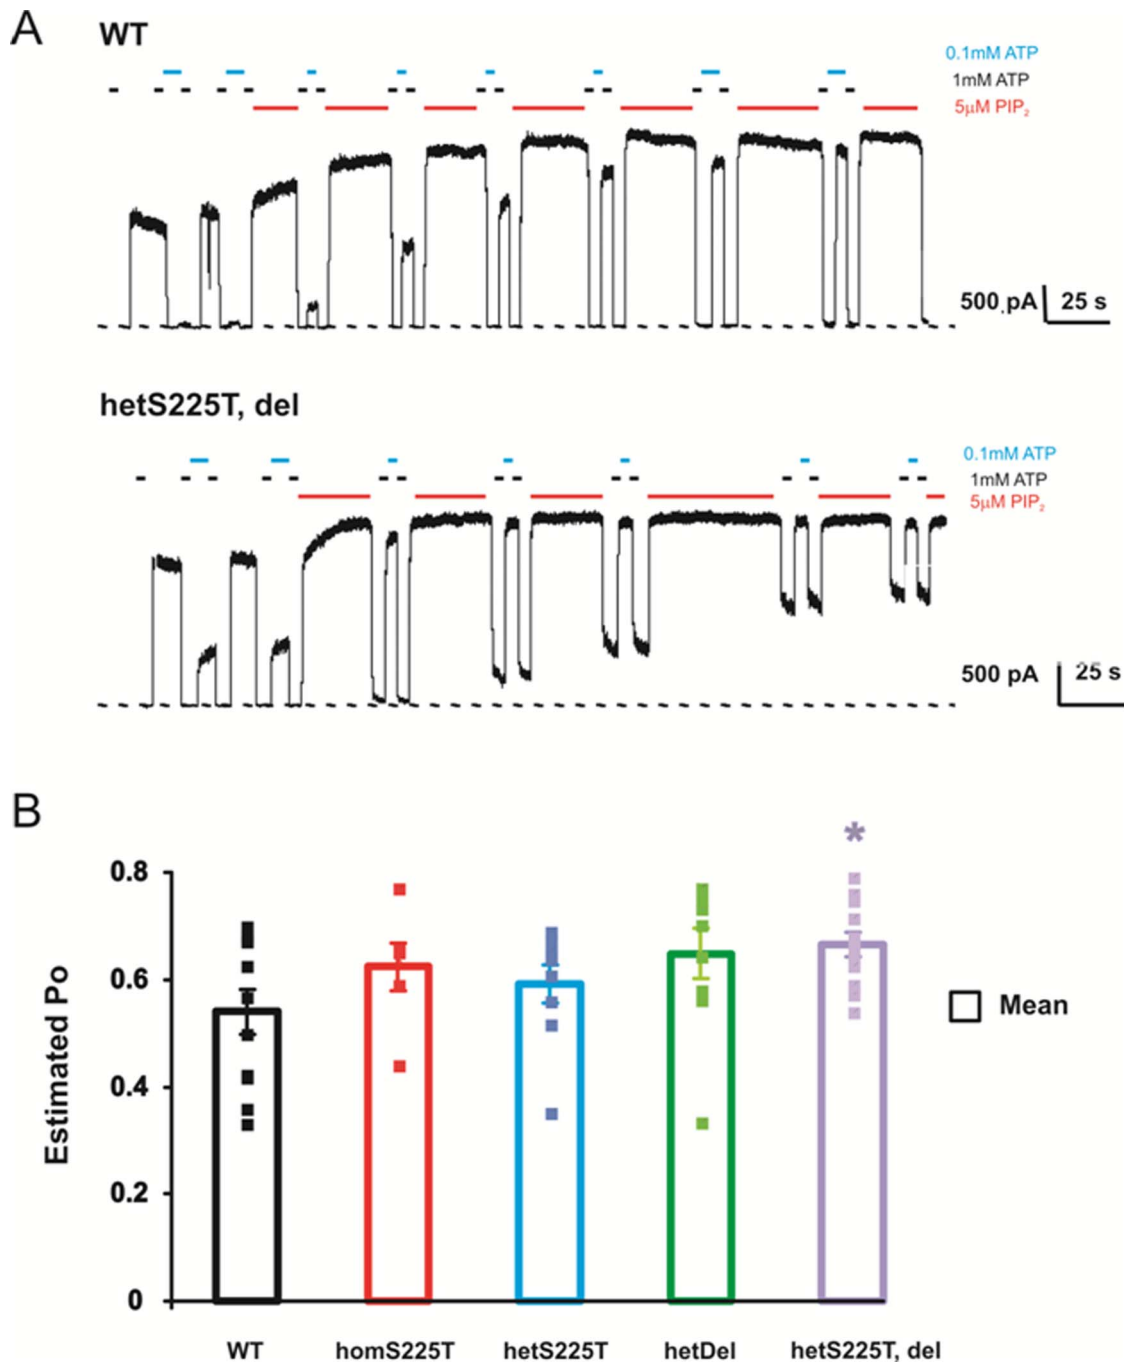 A
WT
0.1mM ATP
1mM ATP
5μM PIP₂
500 pA
25 s
hetS225T, del
0.1mM ATP
1mM ATP
5μM PIP₂
500 pA
25 s
B
*
0.8
0.6
0.4
0.2
0
Estimated Po
Mean
WT homS225T hetS225T hetDel hetS225T, del